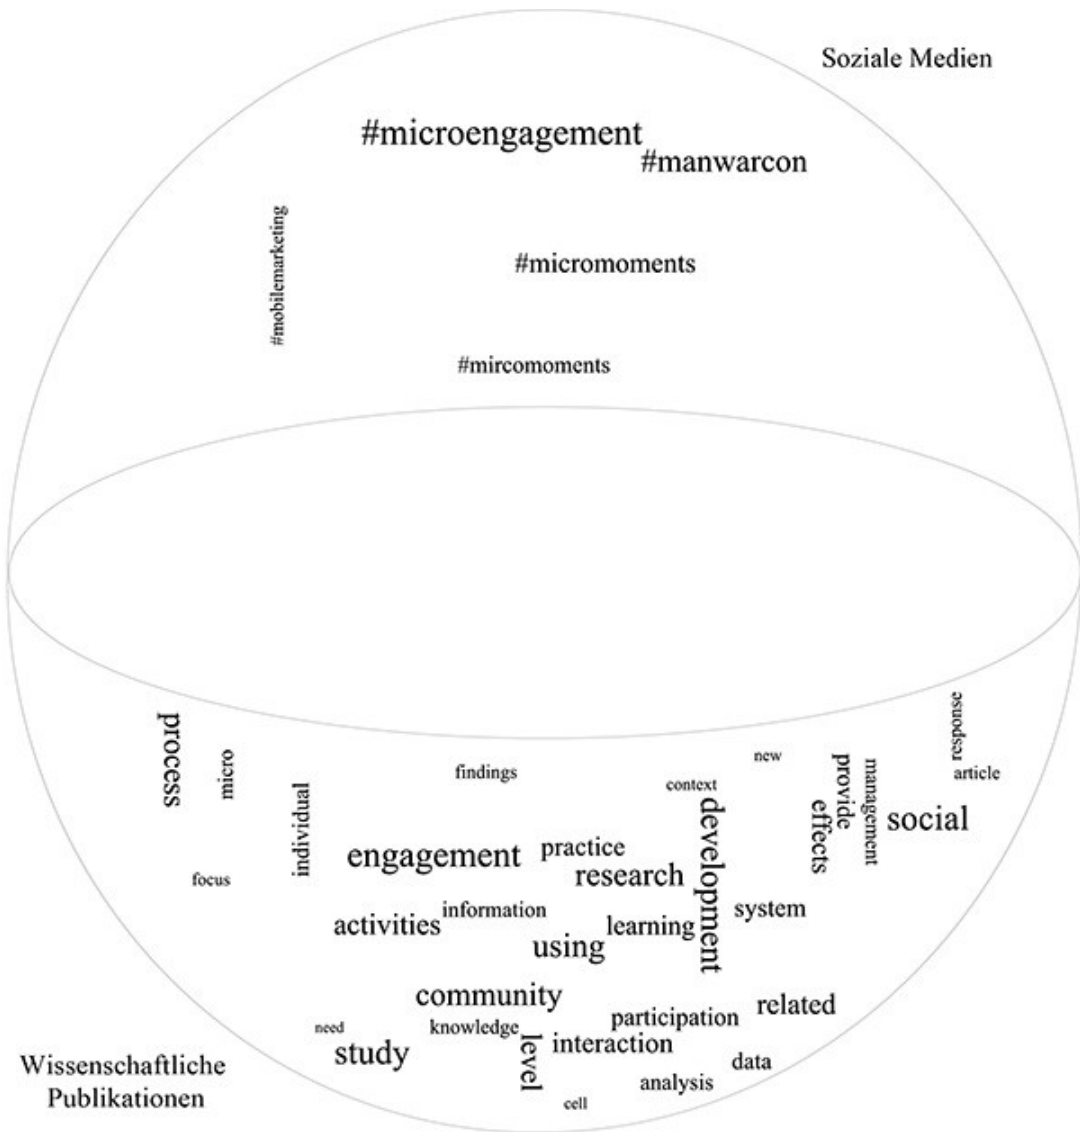 Soziale Medien
#microengagement
#manwarcon
#mobilemarketing
#micromoments
#mircomoments
process
micro
response
findings
new
article
context
individual
provide
management
development
effects
social
engagement
practice
research
focus
activities
information
learning
system
using
community
related
need
knowledge
participation
study
level
interaction
data
analysis
cell
Wissenschaftliche
Publikationen